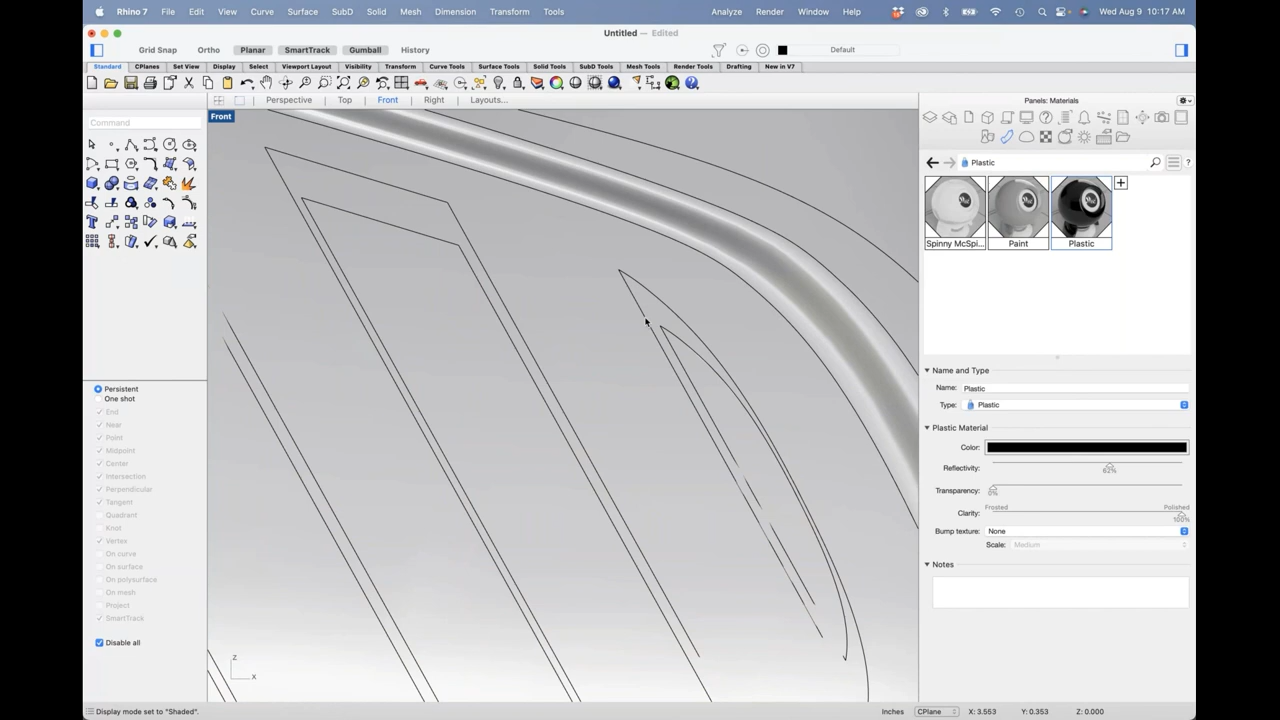 Rhino 7 File Edit View Curve Surface SubD Solid Mesh Dimension Transform Tools Analyze Render Window Help Wed Aug 9 10:17 AM
Untitled — Edited
Grid Snap Ortho Planar SmartTrack Gumball History Default
Standard CPlanes Set View Display Select Viewport Layout Visibility Transform Curve Tools Surface Tools Solid Tools SubD Tools Mesh Tools Render Tools Drafting New in V7
Perspective Top Front Right Layouts...
Panels: Materials
Front
Command
Plastic
?
Spinny McSpi... Paint Plastic
Name and Type
Name: Plastic
Type: Plastic
Plastic Material
Color:
Reflectivity:
62%
Transparency:
0%
Frosted Polished
Clarity:
100%
Bump texture: None
Scale: Medium
Notes
Persistent
One shot
End
Near
Point
Midpoint
Center
Intersection
Perpendicular
Tangent
Quadrant
Knot
Vertex
On curve
On surface
On polysurface
On mesh
Project
SmartTrack
Disable all
z
x
Display mode set to "Shaded". Inches CPlane X: 3.553 Y: 0.353 Z: 0.000